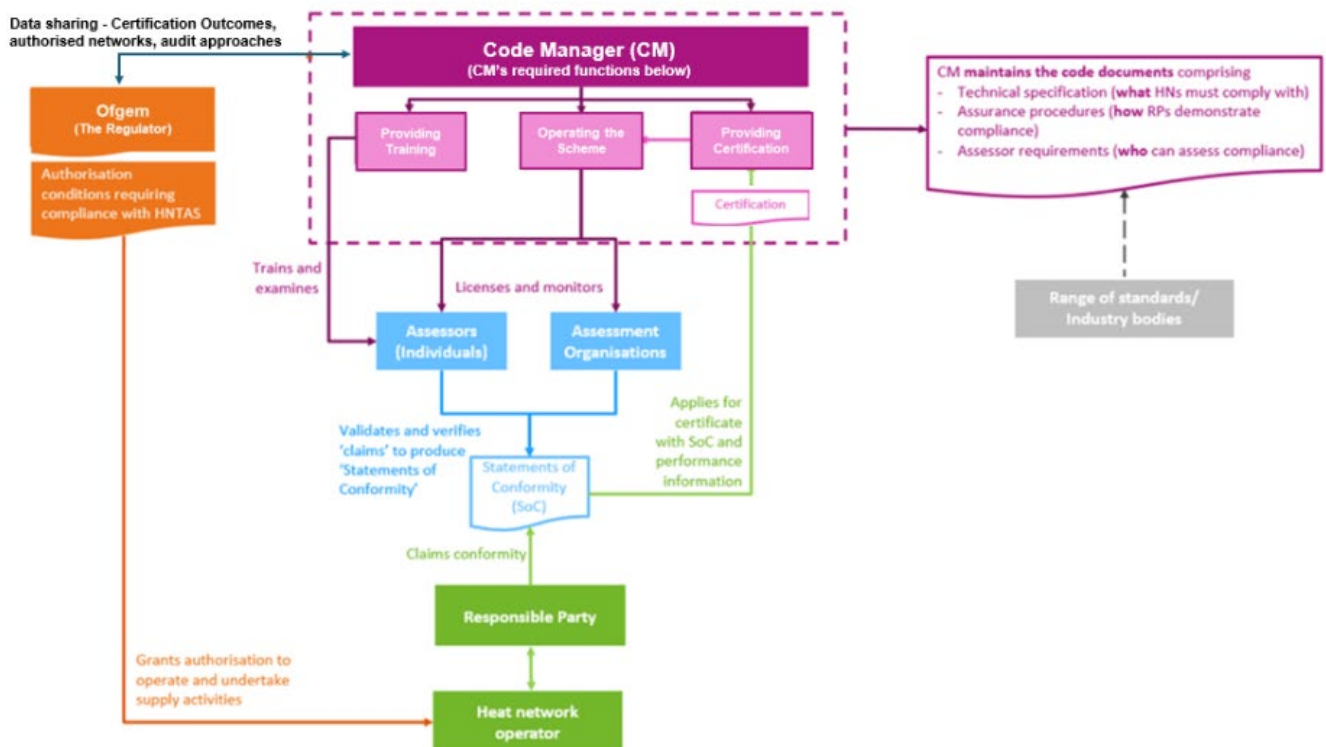 Data sharing - Certification Outcomes,
authorised networks, audit approaches
Code Manager (CM)
(CM's required functions below)
Ofgem
(The Regulator)
Authorisation
conditions requiring
compliance with HNTAS
Providing
Training
Operating the
Scheme
Providing
Certification
Certification
CM maintains the code documents comprising
- Technical specification (what HNs must comply with)
- Assurance procedures (how RPs demonstrate
compliance)
- Assessor requirements (who can assess compliance)
Trains and
examines
Licenses and monitors
Range of standards/
Industry bodies
Assessors
(Individuals)
Assessment
Organisations
Validates and verifies
'claims' to produce
'Statements of
Conformity'
Applies for
certificate
with SoC and
performance
information
Statements of
Conformity
(SoC)
Claims conformity
Responsible Party
Grants authorisation to
operate and undertake
supply activities
Heat network
operator